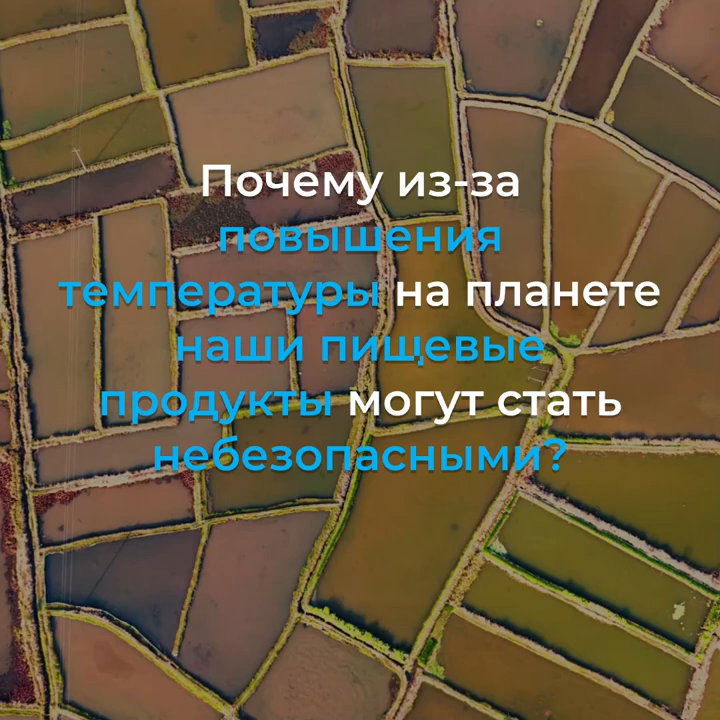 Почему из-за
повышения
температуры на планете
наши пищевые
продукты могут стать
небезопасными?